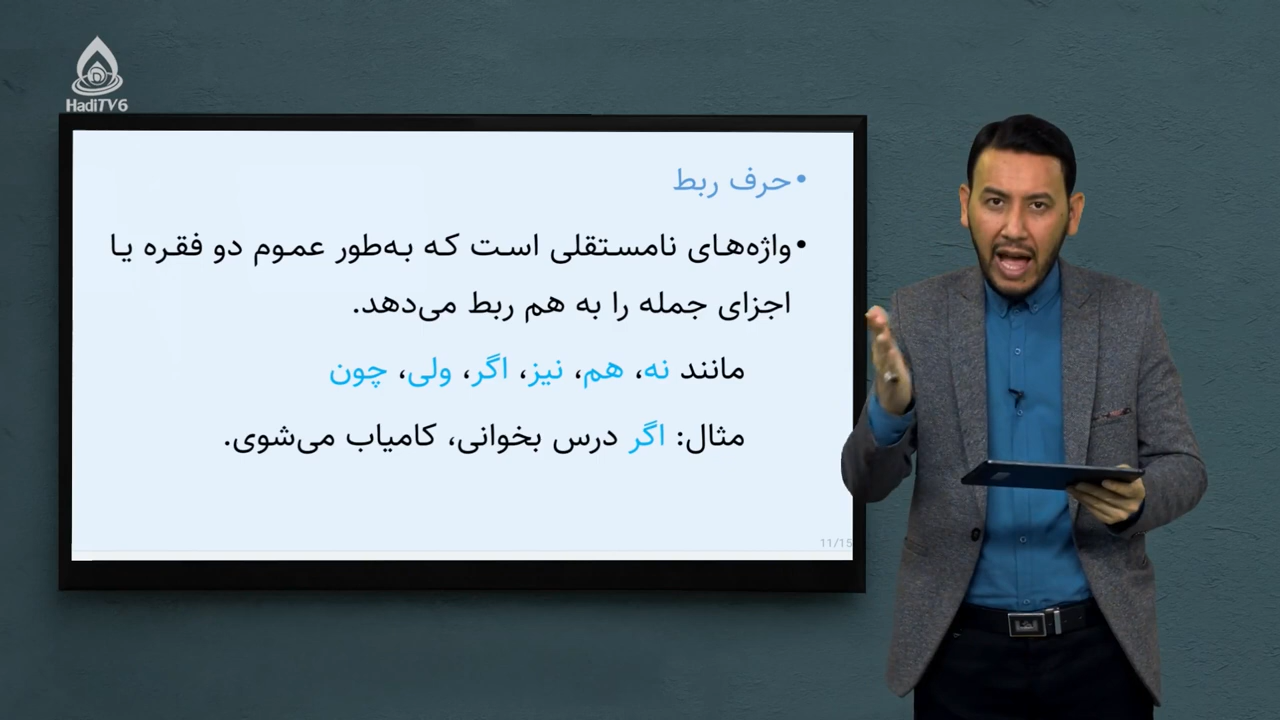 HadiTV6
•حرف ربط
•واژه‌های نامستقلی است که به‌طور عموم دو فقره یا
اجزای جمله را به هم ربط می‌دهد.
مانند نه، هم، نیز، اگر، ولی، چون
مثال: اگر درس بخوانی، کامیاب می‌شوی.
11/15